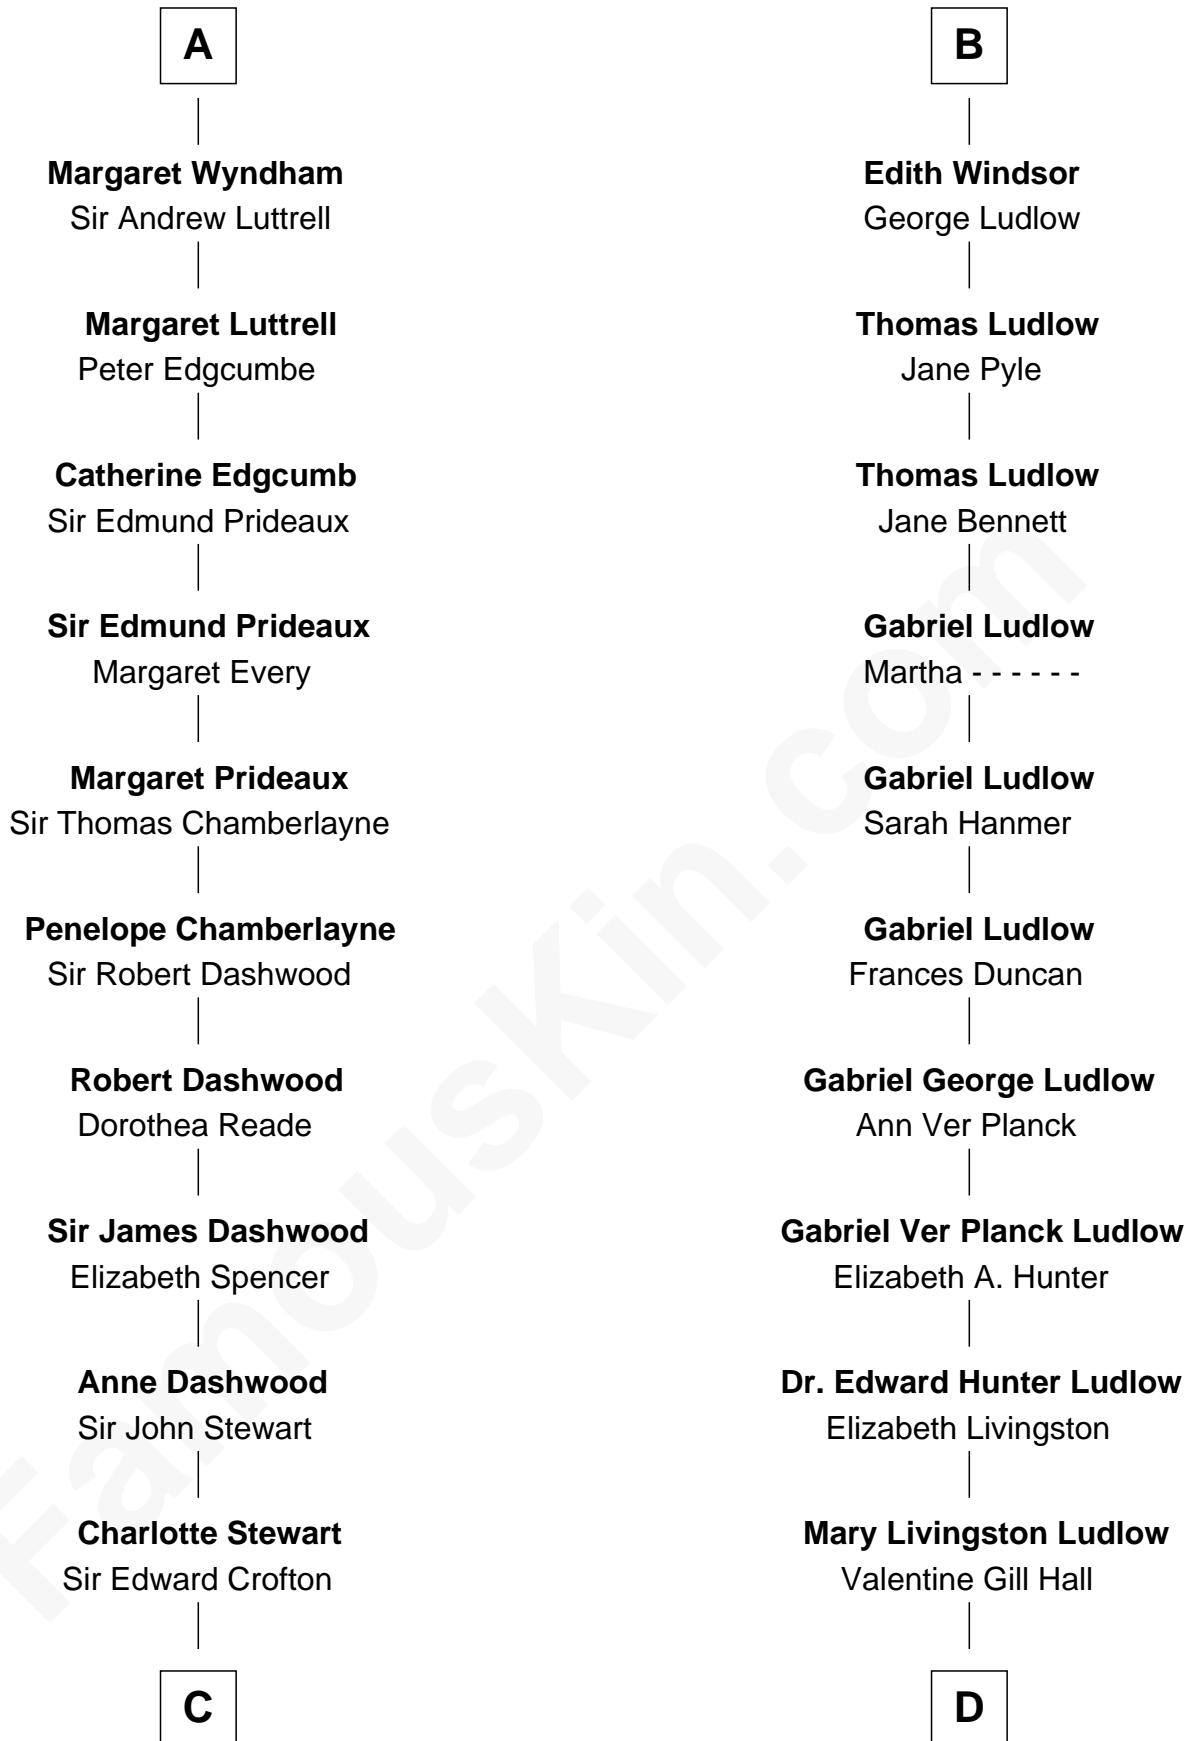 A
Margaret Wyndham
Sir Andrew Luttrell
Margaret Luttrell
Peter Edgcumbe
Catherine Edgcumb
Sir Edmund Prideaux
Sir Edmund Prideaux
Margaret Every
Margaret Prideaux
Sir Thomas Chamberlayne
Penelope Chamberlayne
Sir Robert Dashwood
Robert Dashwood
Dorothea Reade
Sir James Dashwood
Elizabeth Spencer
Anne Dashwood
Sir John Stewart
Charlotte Stewart
Sir Edward Crofton
C
B
Edith Windsor
George Ludlow
Thomas Ludlow
Jane Pyle
Thomas Ludlow
Jane Bennett
Gabriel Ludlow
Martha - - - - - -
Gabriel Ludlow
Sarah Hanmer
Gabriel Ludlow
Frances Duncan
Gabriel George Ludlow
Ann Ver Planck
Gabriel Ver Planck Ludlow
Elizabeth A. Hunter
Dr. Edward Hunter Ludlow
Elizabeth Livingston
Mary Livingston Ludlow
Valentine Gill Hall
D
FamousKin.com